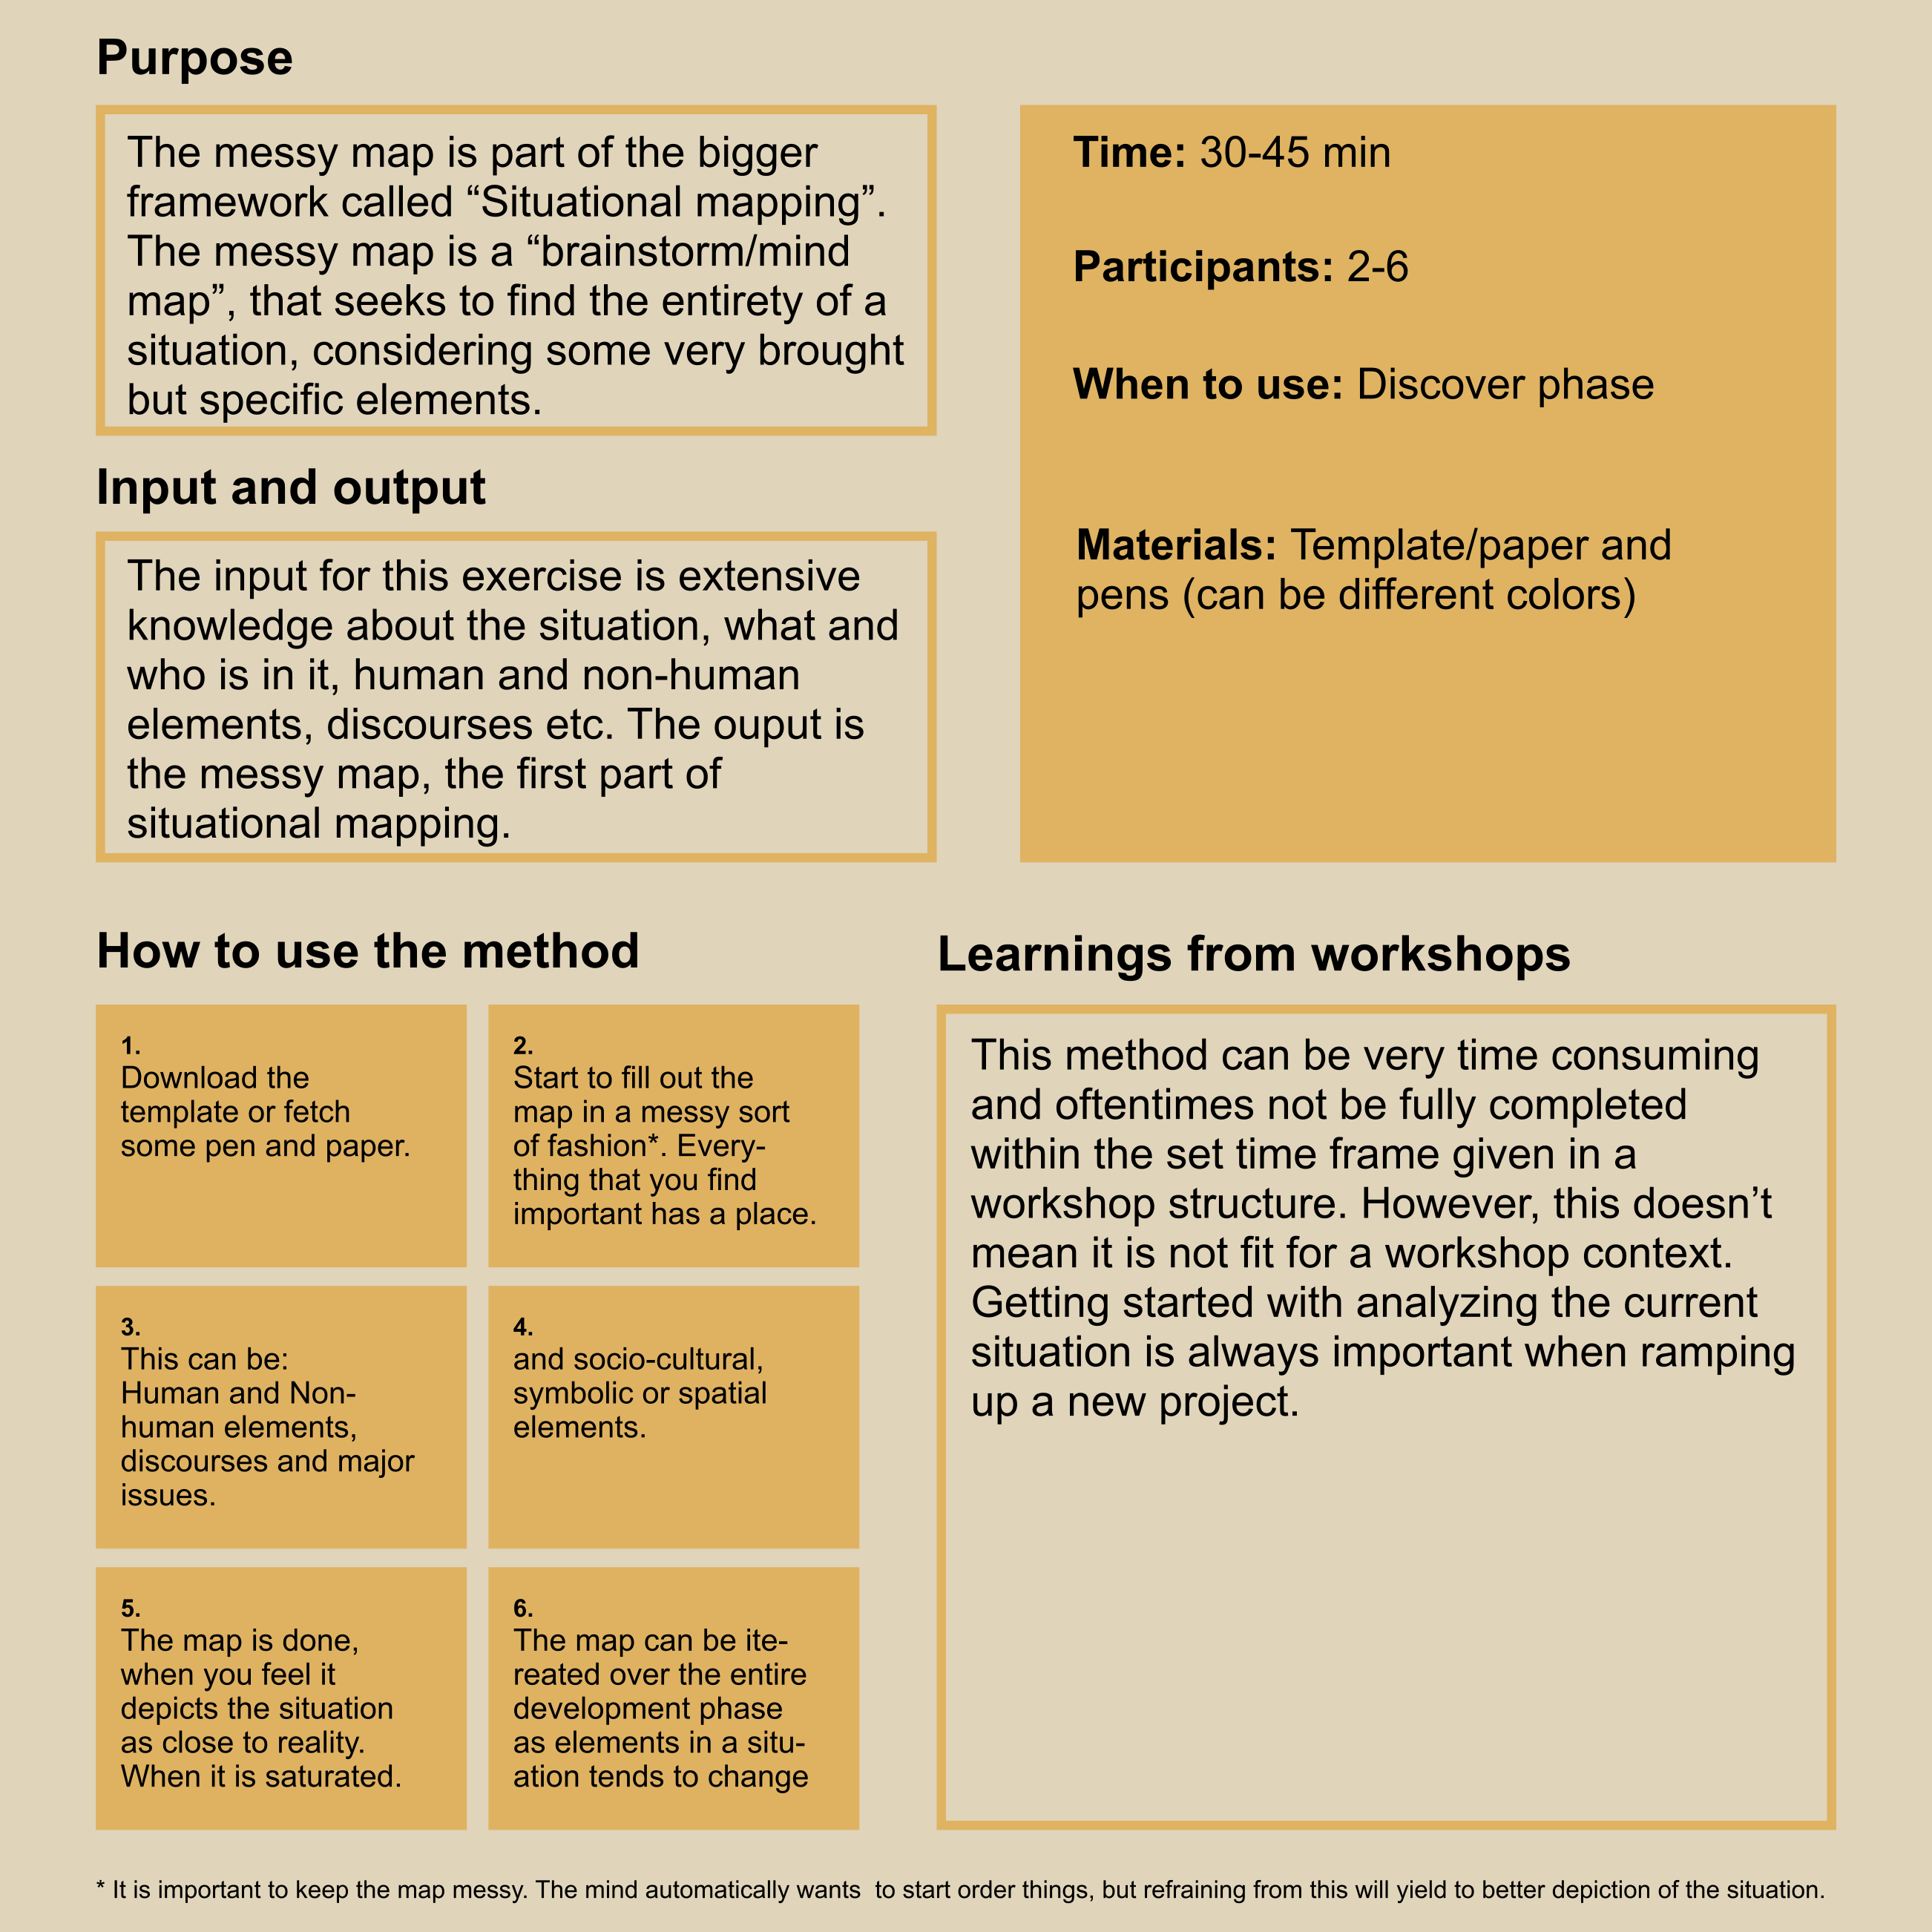 Purpose
The messy map is part of the bigger
framework called “Situational mapping”.
The messy map is a “brainstorm/mind
map”, that seeks to find the entirety of a
situation, considering some very brought
but specific elements.
Time: 30-45 min
Participants: 2-6
When to use: Discover phase
Materials: Template/paper and
pens (can be different colors)
Input and output
The input for this exercise is extensive
knowledge about the situation, what and
who is in it, human and non-human
elements, discourses etc. The ouput is
the messy map, the first part of
situational mapping.
How to use the method
1.
Download the
template or fetch
some pen and paper.
2.
Start to fill out the
map in a messy sort
of fashion*. Every-
thing that you find
important has a place.
3.
This can be:
Human and Non-
human elements,
discourses and major
issues.
4.
and socio-cultural,
symbolic or spatial
elements.
5.
The map is done,
when you feel it
depicts the situation
as close to reality.
When it is saturated.
6.
The map can be ite-
reated over the entire
development phase
as elements in a situ-
ation tends to change
Learnings from workshops
This method can be very time consuming
and oftentimes not be fully completed
within the set time frame given in a
workshop structure. However, this doesn’t
mean it is not fit for a workshop context.
Getting started with analyzing the current
situation is always important when ramping
up a new project.
* It is important to keep the map messy. The mind automatically wants  to start order things, but refraining from this will yield to better depiction of the situation.